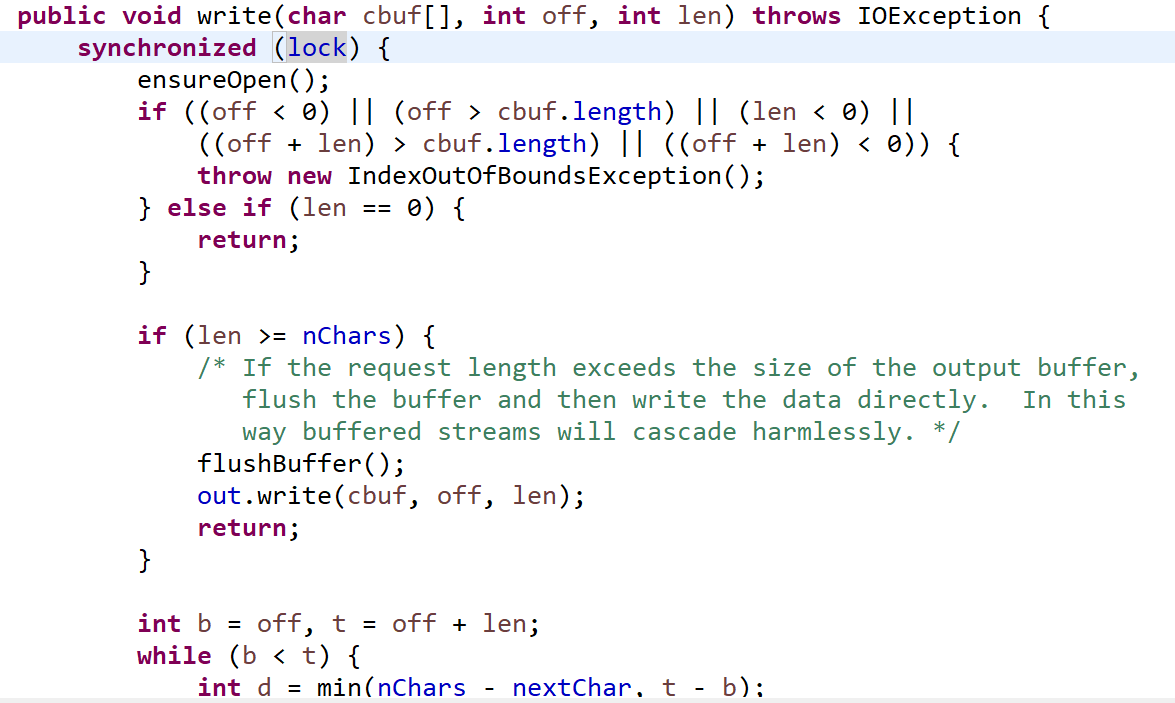 public void write(char cbuf[], int off, int len) throws IOException {
    synchronized (lock) {
        ensureOpen();
        if ((off < 0) || (off > cbuf.length) || (len < 0) ||
            ((off + len) > cbuf.length) || ((off + len) < 0)) {
            throw new IndexOutOfBoundsException();
        } else if (len == 0) {
            return;
        }

        if (len >= nChars) {
            /* If the request length exceeds the size of the output buffer,
               flush the buffer and then write the data directly.  In this
               way buffered streams will cascade harmlessly. */
            flushBuffer();
            out.write(cbuf, off, len);
            return;
        }

        int b = off, t = off + len;
        while (b < t) {
            int d = min(nChars - nextChar, t - b);